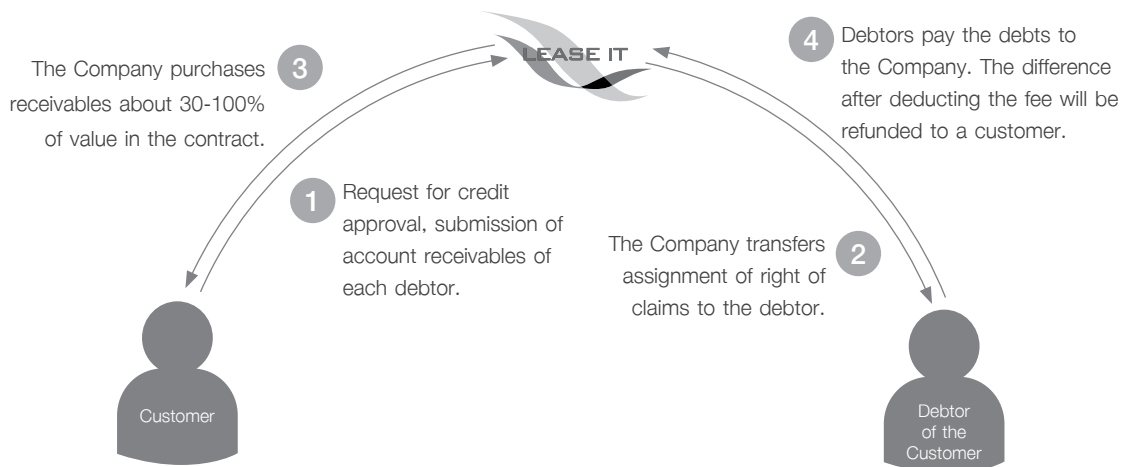 LEASE IT
3
The Company purchases
receivables about 30-100%
of value in the contract.
4
Debtors pay the debts to
the Company. The difference
after deducting the fee will be
refunded to a customer.
1
Request for credit
approval, submission of
account receivables of
each debtor.
2
The Company transfers
assignment of right of
claims to the debtor.
Customer
Debtor
of the
Customer